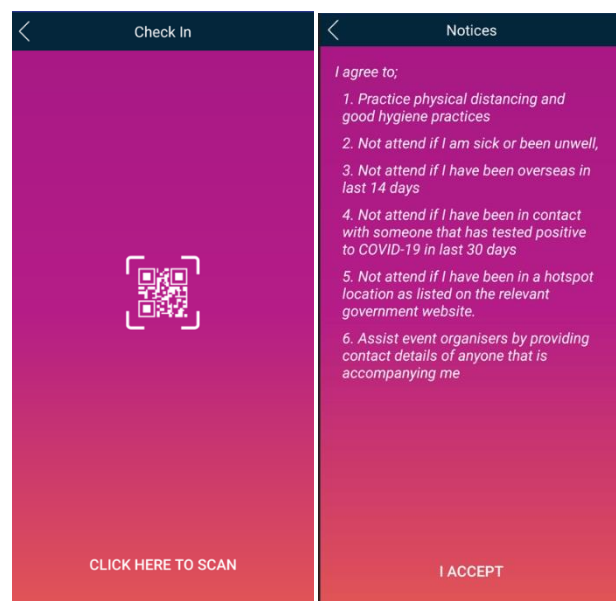 Check In
CLICK HERE TO SCAN
Notices
I agree to;
1. Practice physical distancing and
good hygiene practices
2. Not attend if I am sick or been unwell,
3. Not attend if I have been overseas in
last 14 days
4. Not attend if I have been in contact
with someone that has tested positive
to COVID-19 in last 30 days
5. Not attend if I have been in a hotspot
location as listed on the relevant
government website.
6. Assist event organisers by providing
contact details of anyone that is
accompanying me
I ACCEPT